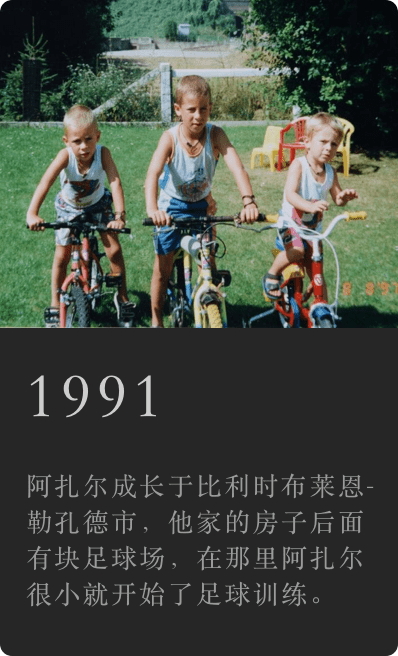 1991
阿扎尔成长于比利时布莱恩-
勒孔德市，他家的房子后面
有块足球场，在那里阿扎尔
很小就开始了足球训练。